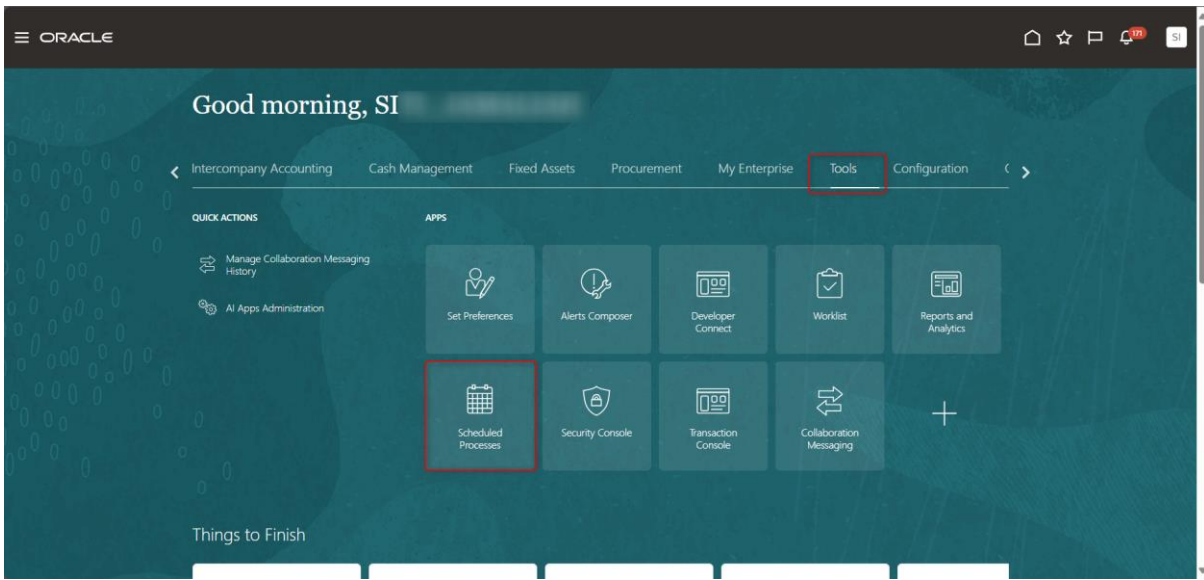 ORACLE
171
SI
Good morning, SI
Intercompany Accounting Cash Management Fixed Assets Procurement My Enterprise Tools Configuration
QUICK ACTIONS
Manage Collaboration Messaging
History
AI Apps Administration
APPS
Set Preferences
Alerts Composer
Developer
Connect
Worklist
Reports and
Analytics
Scheduled
Processes
Security Console
Transaction
Console
Collaboration
Messaging
Things to Finish